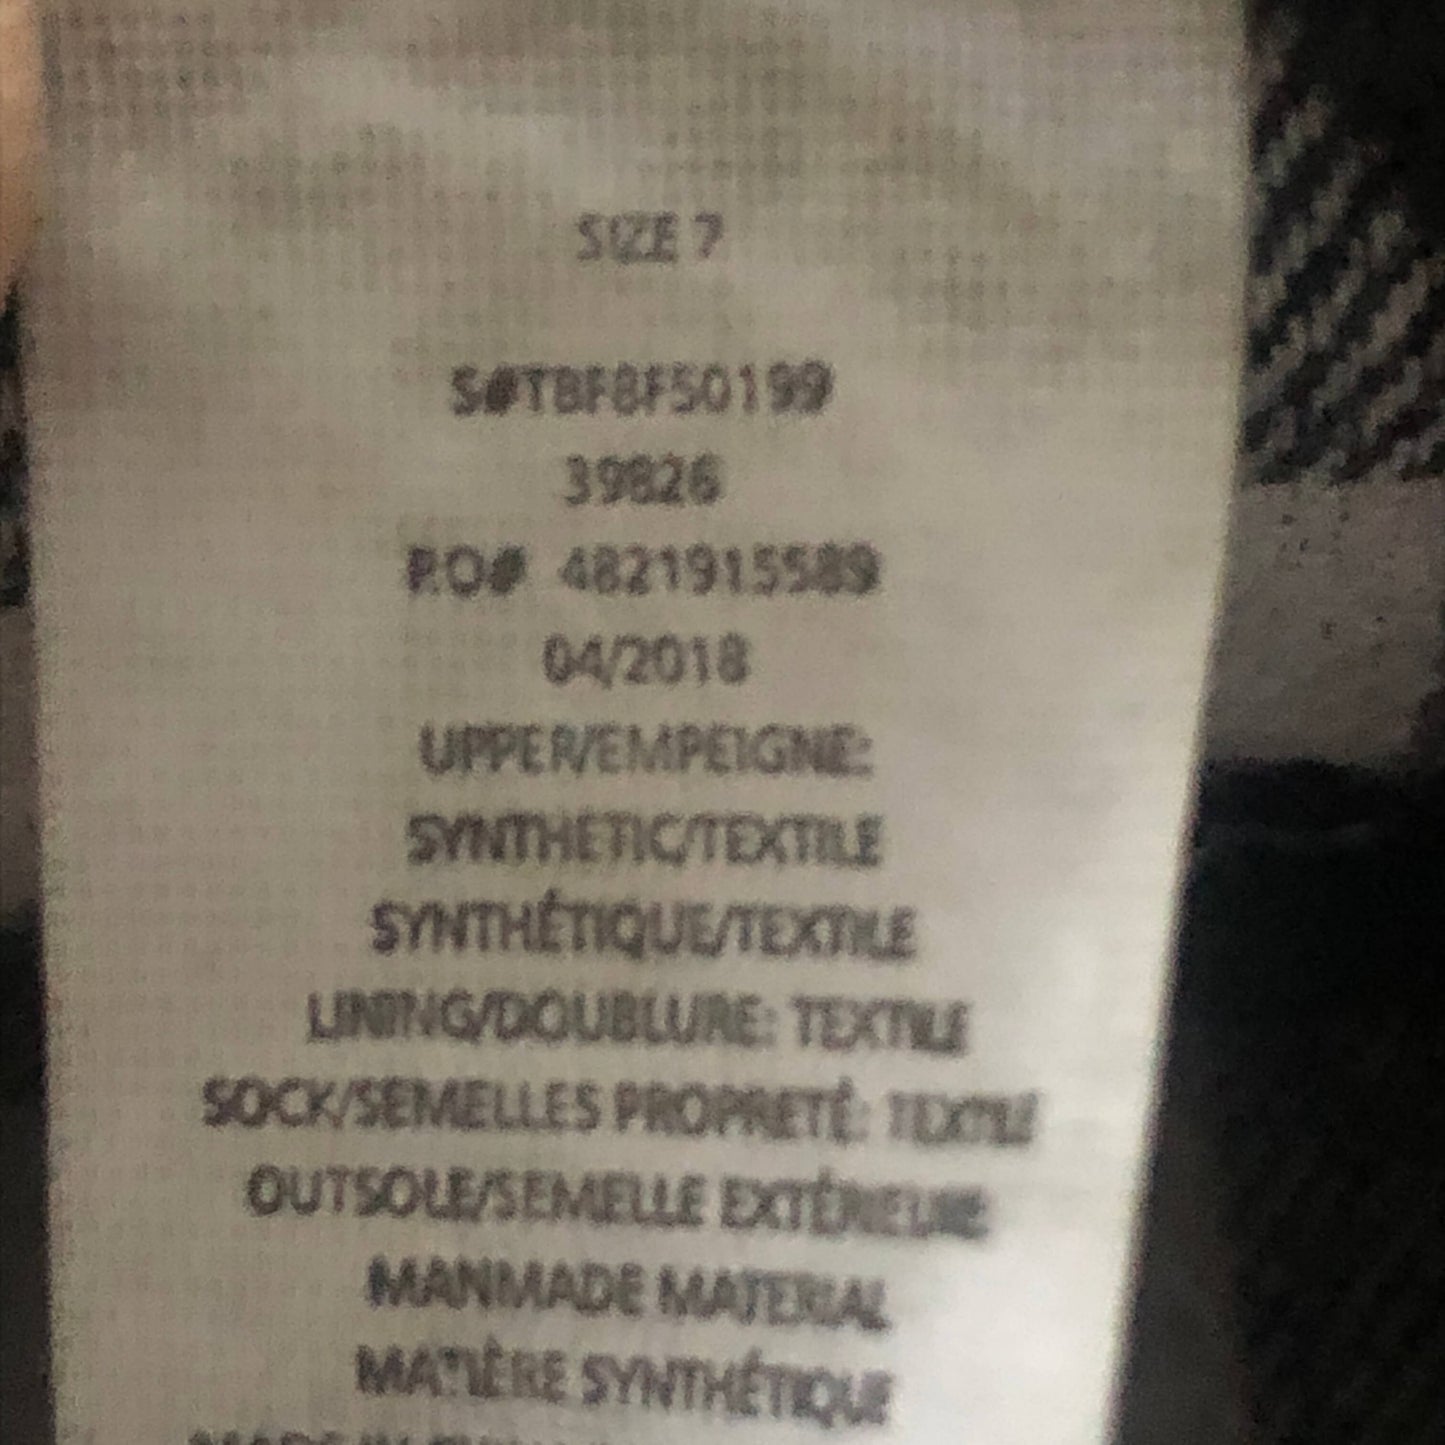 SIZE 7
S#TBF8F50199
39826
P.O# 4821915589
04/2018
UPPER/EMPEIGNE:
SYNTHETIC/TEXTILE
SYNTHÉTIQUE/TEXTILE
LINING/DOUBLURE: TEXTILE
SOCK/SEMELLES PROPRETÉ: TEXTILE
OUTSOLE/SEMELLE EXTÉRIEURE
MANMADE MATERIAL
MATIÈRE SYNTHÉTIQUE